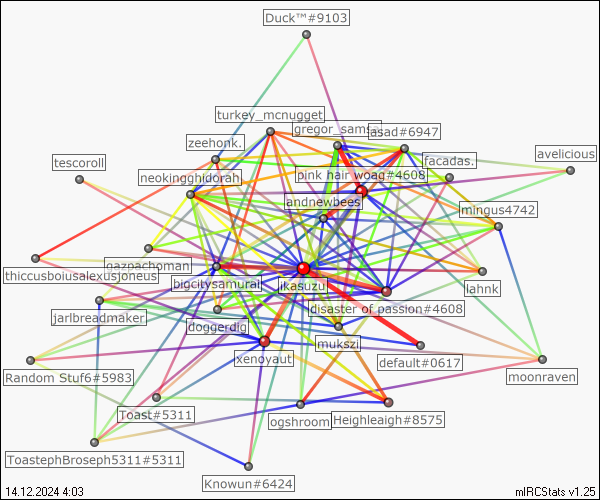 Duck™#9103
turkey_mcnugget
gregor_samsa
asad#6947
zeehonk.
avelicious
tescoroll
facadas.
pink hair woag#4608
neokingghidorah
andnewbees
mingus4742
gazpachoman
thiccusboiusalexusjoneus
bigcitysamurai
jkasuzu
lahnk
disaster of passion#4608
jarlbreadmaker
doggerdig
mukszi
xenoyaut
default#0617
moonraven
Random Stuf6#5983
Toast#5311
ogshroom
Heighleaigh#8575
ToastephBroseph5311#5311
Knowun#6424
14.12.2024 4:03
mIRCStats v1.25